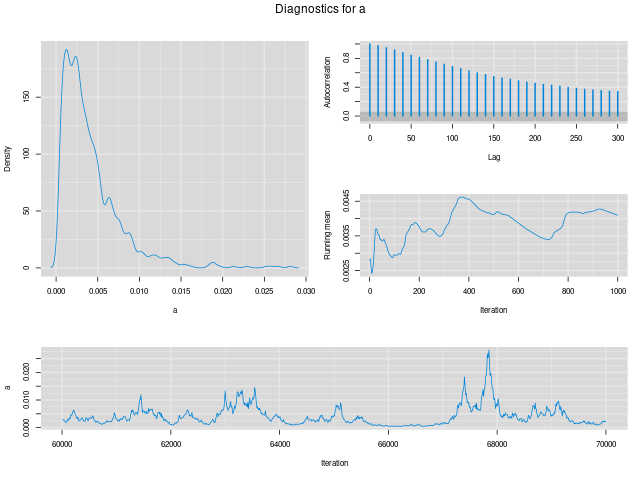 Diagnostics for a
Density
0 50 100 150
0.000 0.005 0.010 0.015 0.020 0.025 0.030
a
Autocorrelation
0.0 0.4 0.8
0 50 100 150 200 250 300
Lag
Running mean
0.0025 0.0035 0.0045
0 200 400 600 800 1000
Iteration
a
0.000 0.010 0.020
60000 62000 64000 66000 68000 70000
Iteration